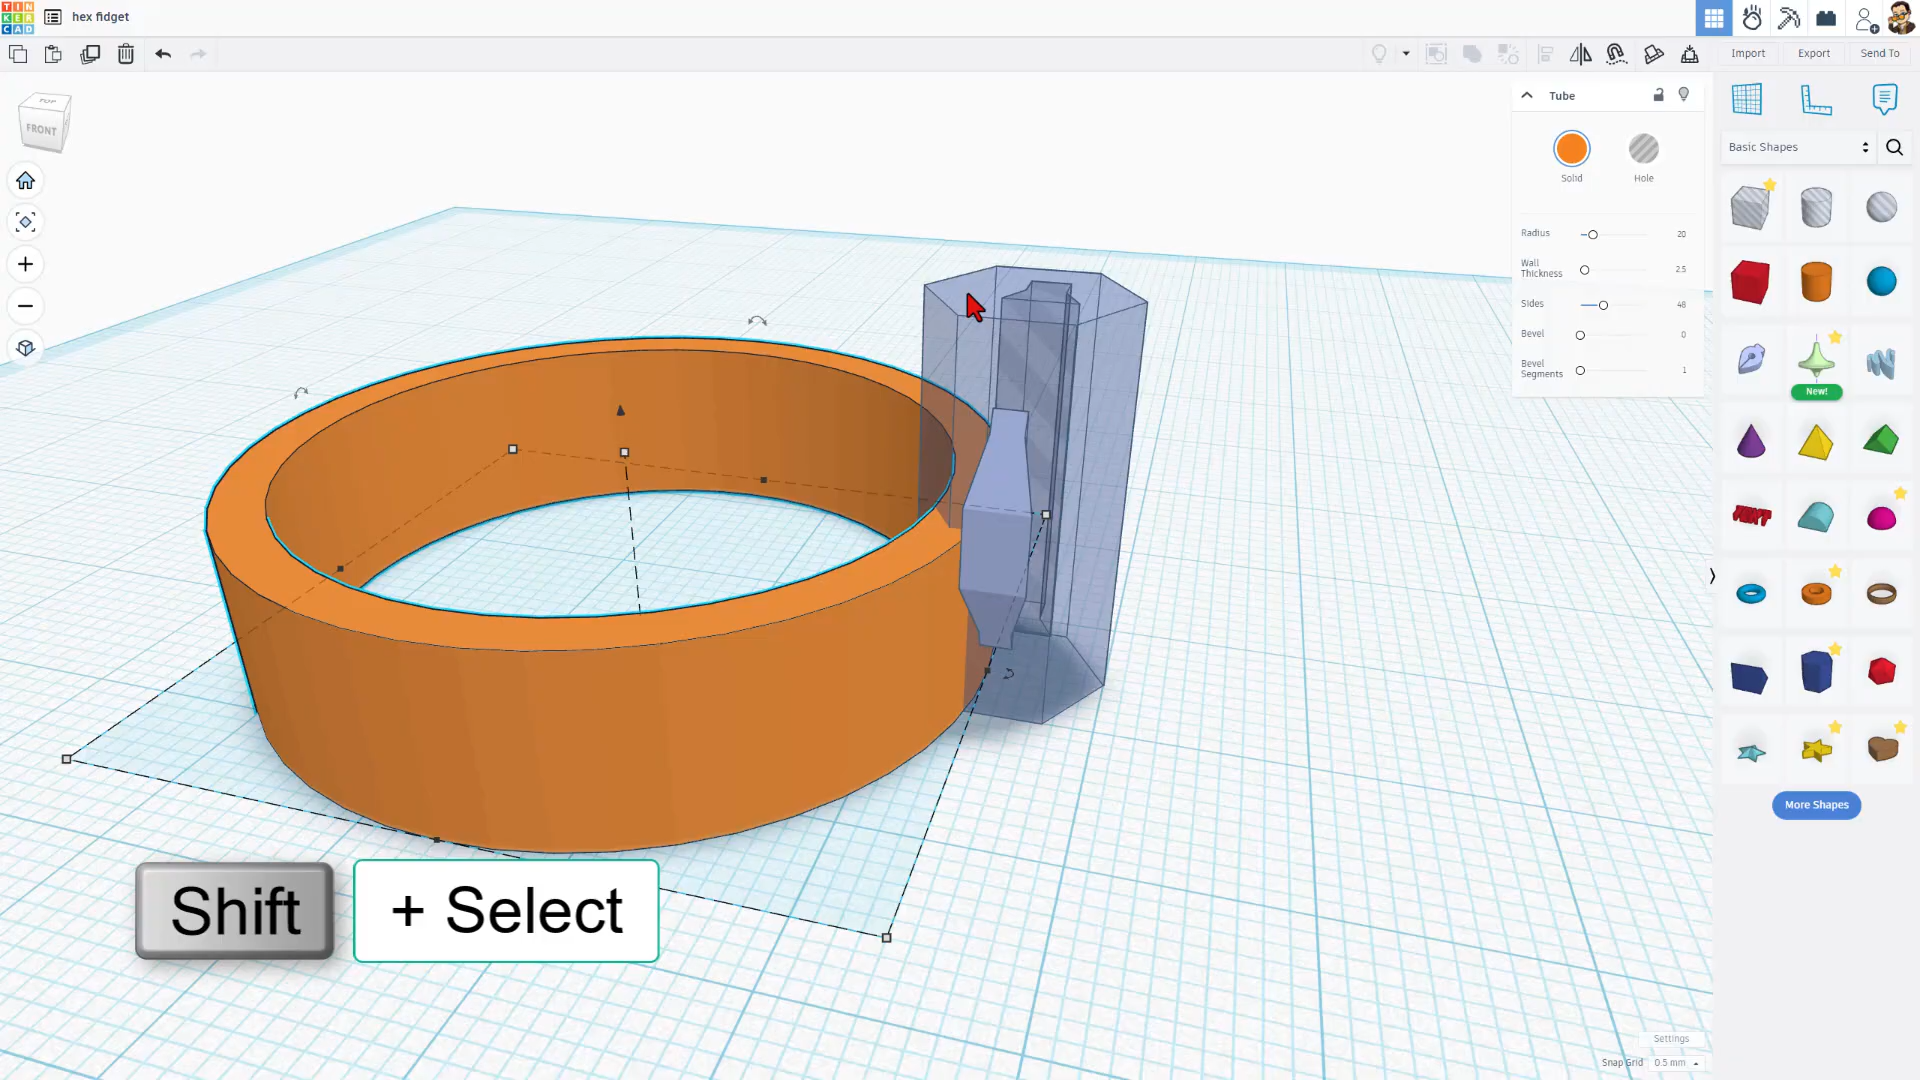 TIN
KER
CAD
hex fidget
Import
Export
Send To
TOP
FRONT
Tube
Solid
Hole
Radius
20
Wall
Thickness
2.5
Sides
48
Bevel
0
Bevel
Segments
1
Basic Shapes
New!
TEXT
More Shapes
Shift
+ Select
Settings
Snap Grid
0.5 mm